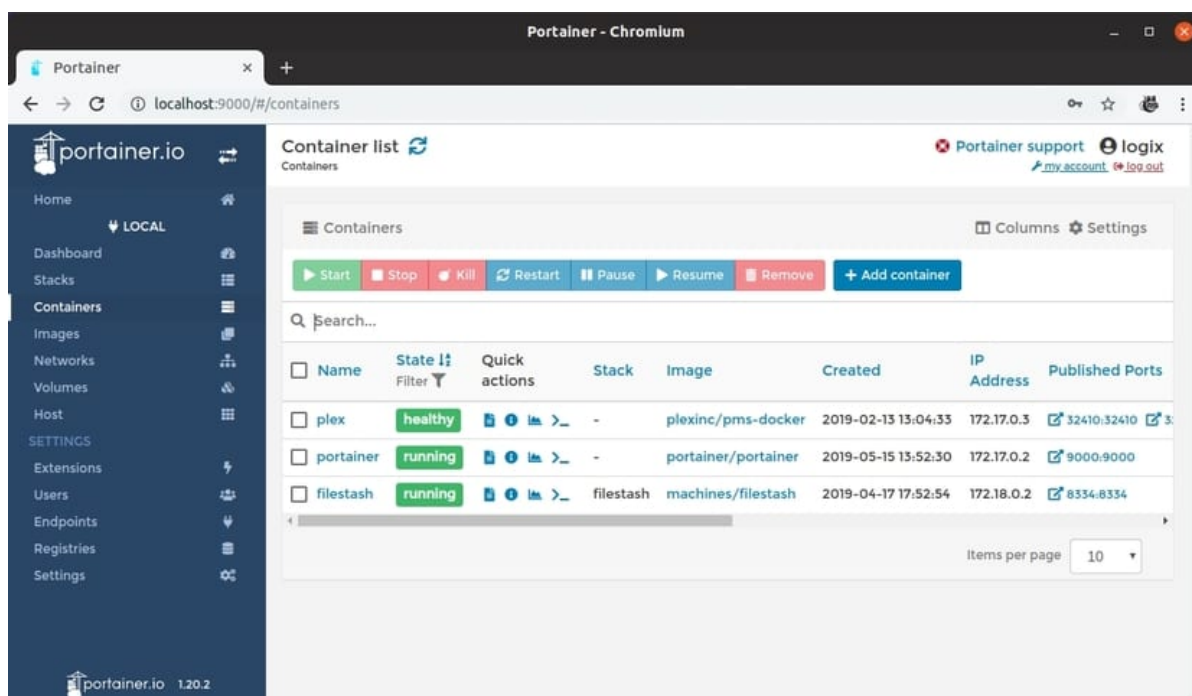 Portainer - Chromium
Portainer
localhost:9000/#/containers
portainer.io
Container list
Portainer support logix
Containers
my account log out
Home
LOCAL
Dashboard
Stacks
Containers
Images
Networks
Volumes
Host
SETTINGS
Extensions
Users
Endpoints
Registries
Settings
portainer.io 1.20.2
Containers Columns Settings
Start Stop Kill Restart Pause Resume Remove + Add container
Search...
Name State Filter Quick actions Stack Image Created IP Address Published Ports
plex healthy - plexinc/pms-docker 2019-02-13 13:04:33 172.17.0.3 32410:32410
portainer running - portainer/portainer 2019-05-15 13:52:30 172.17.0.2 9000:9000
filestash running filestash machines/filestash 2019-04-17 17:52:54 172.18.0.2 8334:8334
Items per page 10